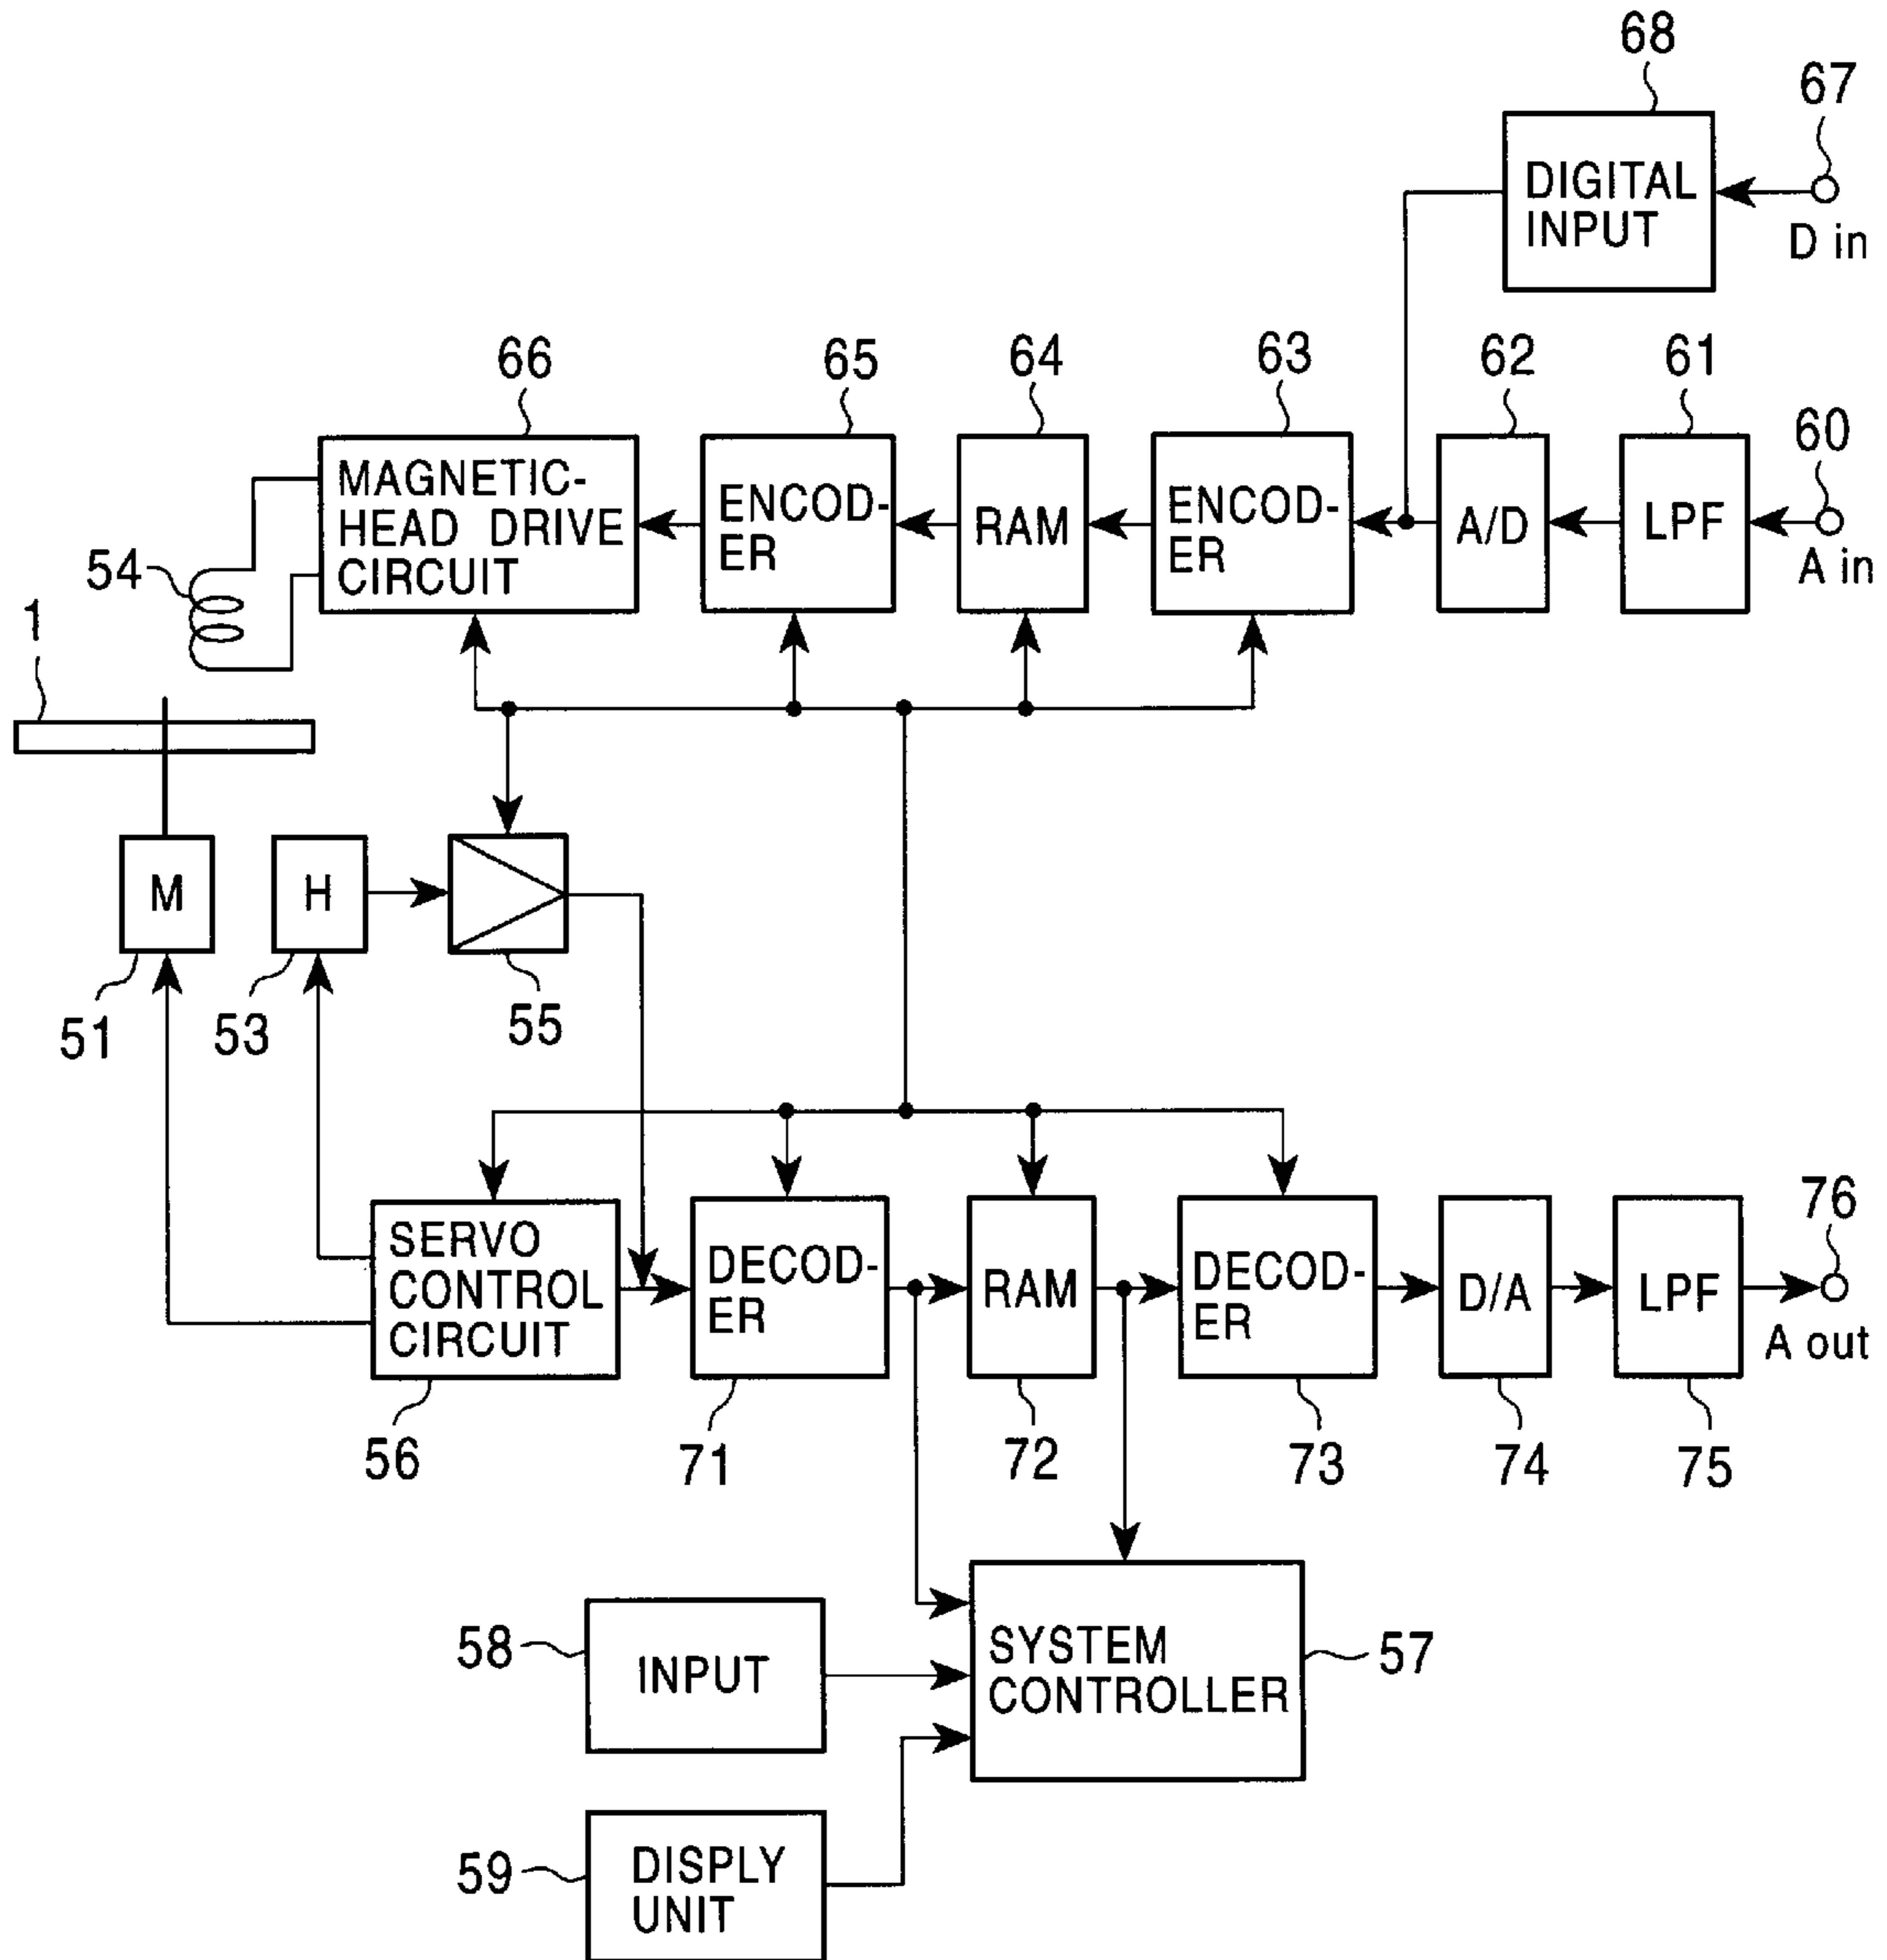 68
67
DIGITAL
INPUT
D in
66
65
64
63
62
61
60
MAGNETIC-
HEAD DRIVE
CIRCUIT
ENCOD-
ER
RAM
ENCOD-
ER
A/D
LPF
A in
54
1
M
H
51
53
55
SERVO
CONTROL
CIRCUIT
DECOD-
ER
RAM
DECOD-
ER
D/A
LPF
76
A out
56
71
72
73
74
75
58
INPUT
SYSTEM
CONTROLLER
57
59
DISPLY
UNIT